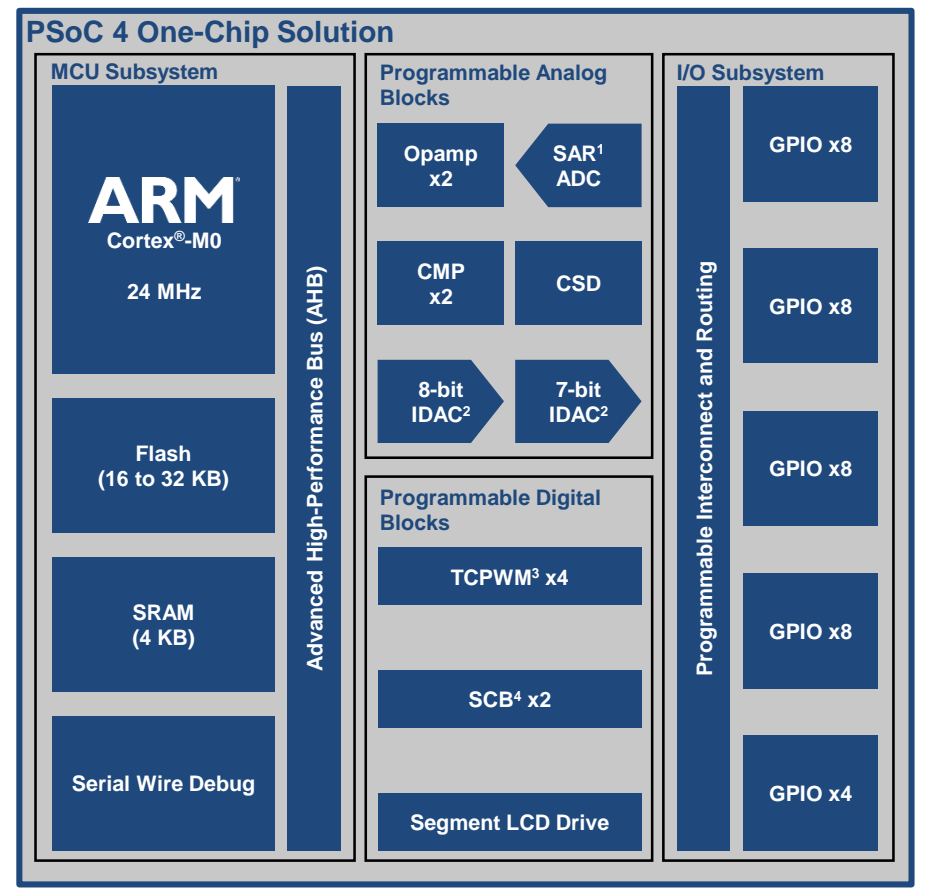 PSoC 4 One-Chip Solution
MCU Subsystem
ARM®
Cortex®-M0
24 MHz
Flash
(16 to 32 KB)
SRAM
(4 KB)
Serial Wire Debug
Advanced High-Performance Bus (AHB)
Programmable Analog
Blocks
Opamp
x2
SAR¹
ADC
CMP
x2
CSD
8-bit
IDAC²
7-bit
IDAC²
Programmable Digital
Blocks
TCPWM³ x4
SCB⁴ x2
Segment LCD Drive
I/O Subsystem
Programmable Interconnect and Routing
GPIO x8
GPIO x8
GPIO x8
GPIO x8
GPIO x4